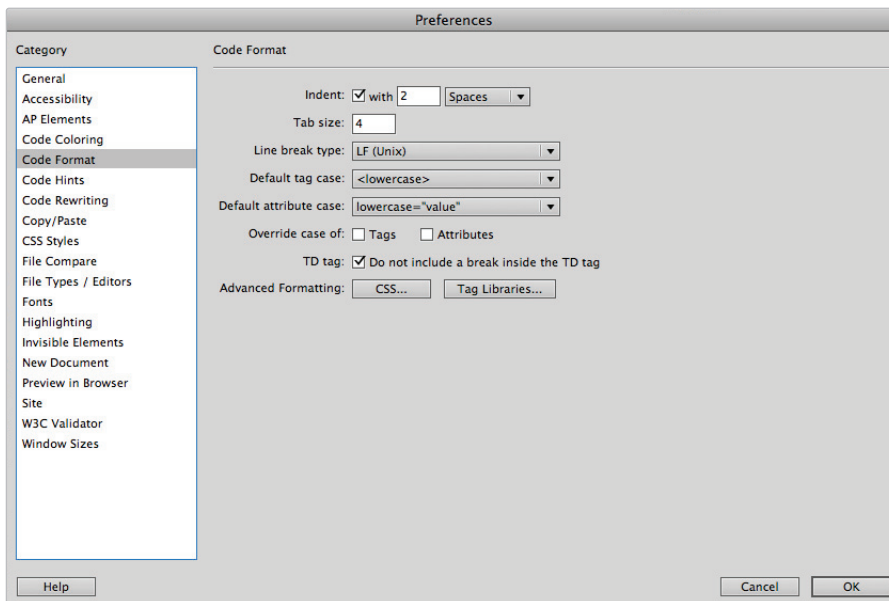 Preferences
Category
General
Accessibility
AP Elements
Code Coloring
Code Format
Code Hints
Code Rewriting
Copy/Paste
CSS Styles
File Compare
File Types / Editors
Fonts
Highlighting
Invisible Elements
New Document
Preview in Browser
Site
W3C Validator
Window Sizes
Code Format
Indent: with 2 Spaces
Tab size: 4
Line break type: LF (Unix)
Default tag case: <lowercase>
Default attribute case: lowercase="value"
Override case of: Tags Attributes
TD tag: Do not include a break inside the TD tag
Advanced Formatting: CSS... Tag Libraries...
Help Cancel OK